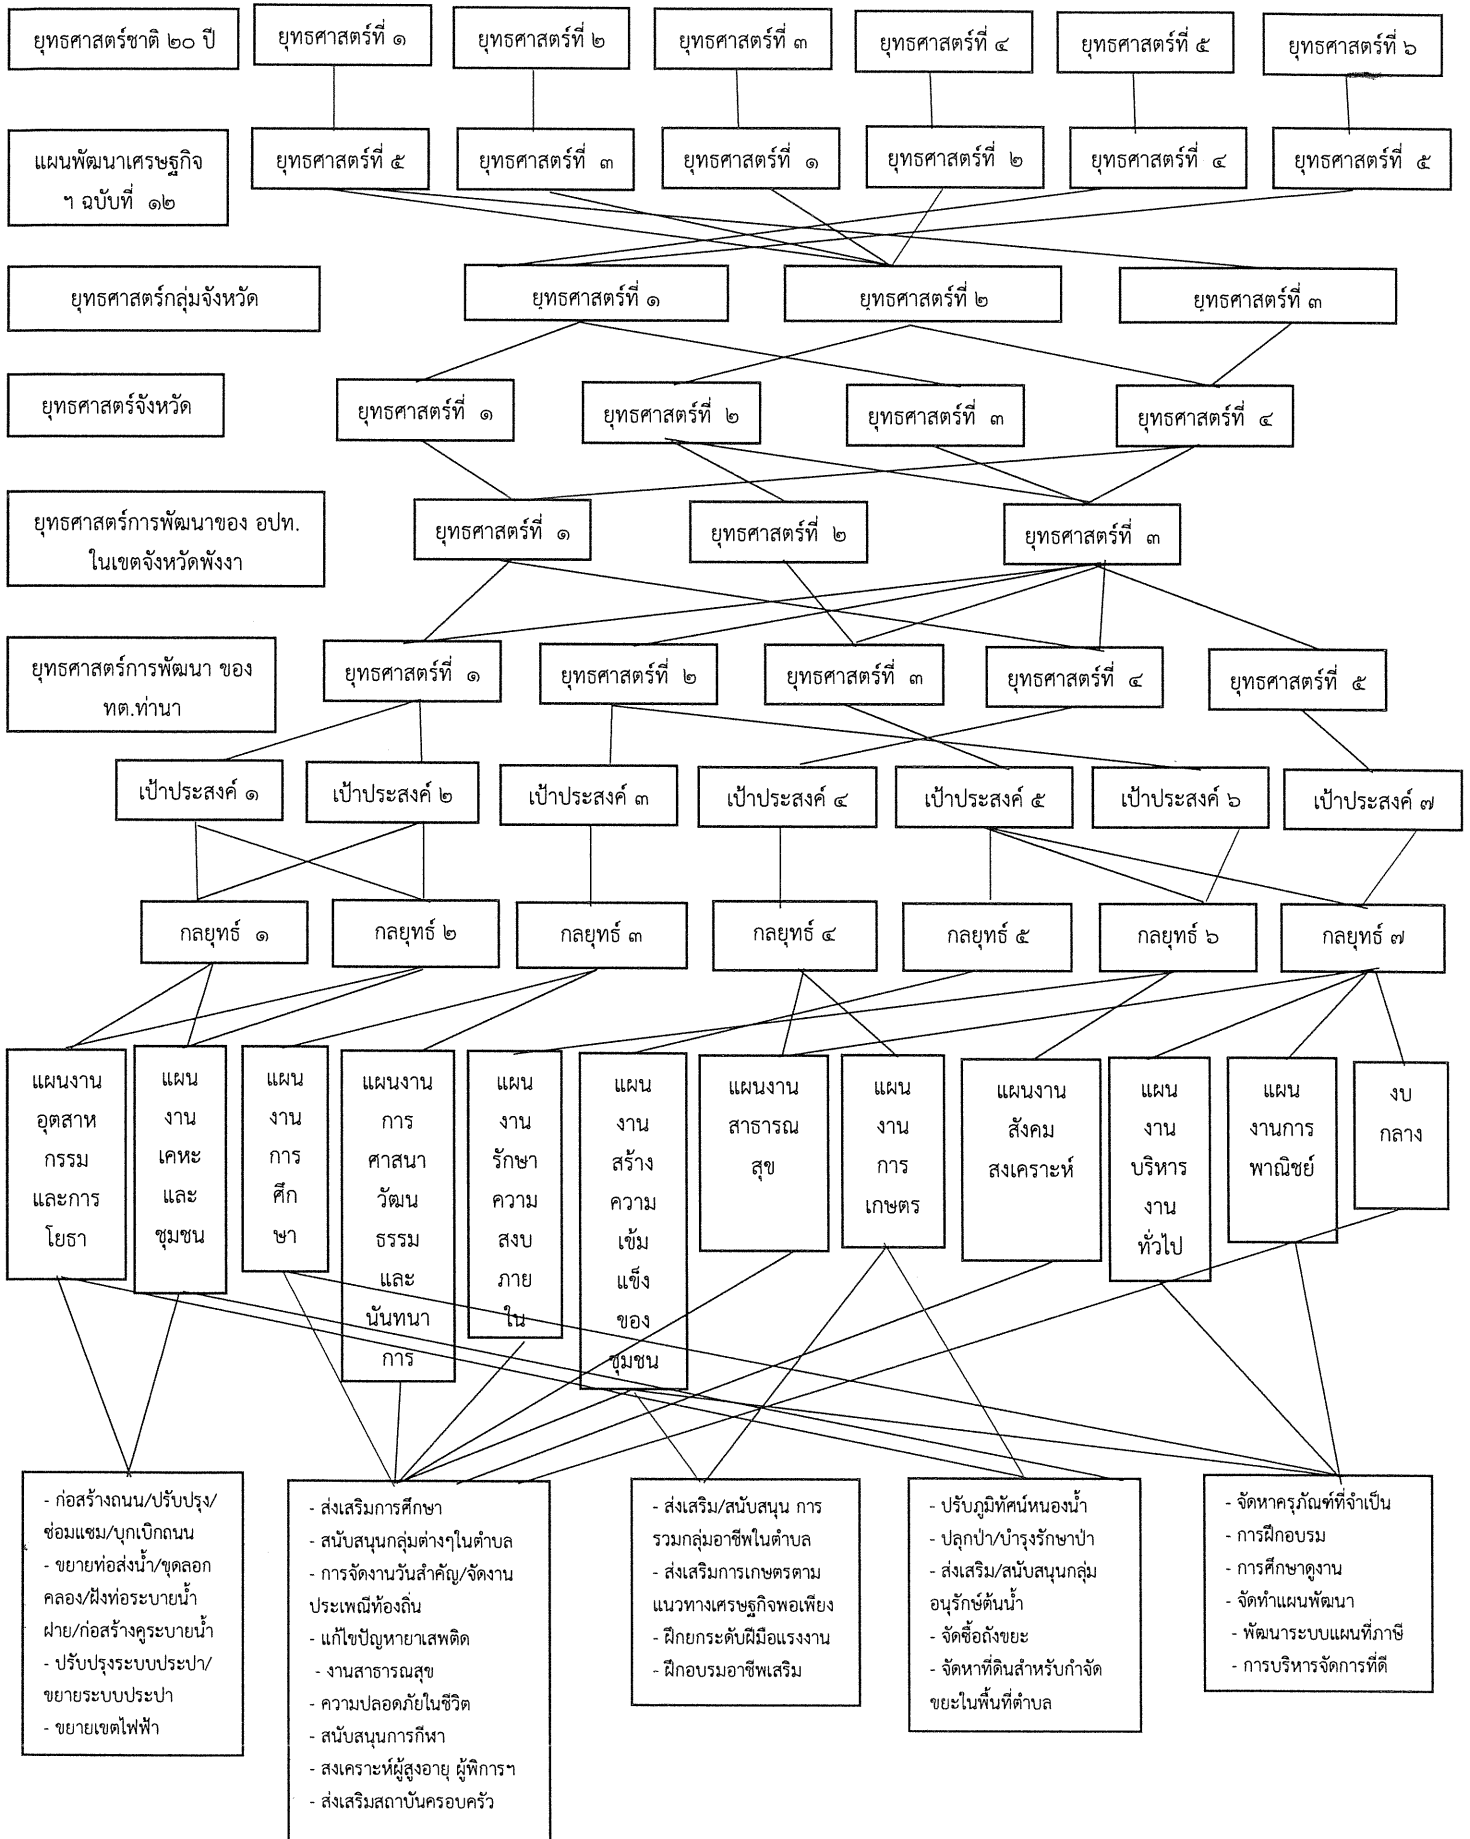 ยุทธศาสตร์ชาติ ๒๐ ปี
ยุทธศาสตร์ที่ ๑
ยุทธศาสตร์ที่ ๒
ยุทธศาสตร์ที่ ๓
ยุทธศาสตร์ที่ ๔
ยุทธศาสตร์ที่ ๕
ยุทธศาสตร์ที่ ๖
แผนพัฒนาเศรษฐกิจ
ฯ ฉบับที่ ๑๒
ยุทธศาสตร์ที่ ๕
ยุทธศาสตร์ที่ ๓
ยุทธศาสตร์ที่ ๑
ยุทธศาสตร์ที่ ๒
ยุทธศาสตร์ที่ ๔
ยุทธศาสตร์ที่ ๕
ยุทธศาสตร์กลุ่มจังหวัด
ยุทธศาสตร์ที่ ๑
ยุทธศาสตร์ที่ ๒
ยุทธศาสตร์ที่ ๓
ยุทธศาสตร์จังหวัด
ยุทธศาสตร์ที่ ๑
ยุทธศาสตร์ที่ ๒
ยุทธศาสตร์ที่ ๓
ยุทธศาสตร์ที่ ๔
ยุทธศาสตร์การพัฒนาของ อปท.
ในเขตจังหวัดพังงา
ยุทธศาสตร์ที่ ๑
ยุทธศาสตร์ที่ ๒
ยุทธศาสตร์ที่ ๓
ยุทธศาสตร์การพัฒนา ของ
ทต.ท่านา
ยุทธศาสตร์ที่ ๑
ยุทธศาสตร์ที่ ๒
ยุทธศาสตร์ที่ ๓
ยุทธศาสตร์ที่ ๔
ยุทธศาสตร์ที่ ๕
เป้าประสงค์ ๑
เป้าประสงค์ ๒
เป้าประสงค์ ๓
เป้าประสงค์ ๔
เป้าประสงค์ ๕
เป้าประสงค์ ๖
เป้าประสงค์ ๗
กลยุทธ์ ๑
กลยุทธ์ ๒
กลยุทธ์ ๓
กลยุทธ์ ๔
กลยุทธ์ ๕
กลยุทธ์ ๖
กลยุทธ์ ๗
แผนงาน
อุตสาห
กรรม
และการ
โยธา
แผน
งาน
เคหะ
และ
ชุมชน
แผน
งาน
การ
ศึก
ษา
แผนงาน
การ
ศาสนา
วัฒน
ธรรม
และ
นันทนา
การ
แผน
งาน
รักษา
ความ
สงบ
ภาย
ใน
แผน
งาน
สร้าง
ความ
เข้ม
แข็ง
ของ
ชุมชน
แผนงาน
สาธารณ
สุข
แผน
งาน
การ
เกษตร
แผนงาน
สังคม
สงเคราะห์
แผน
งาน
บริหาร
งาน
ทั่วไป
แผน
งานการ
พาณิชย์
งบ
กลาง
- ก่อสร้างถนน/ปรับปรุง/
ซ่อมแซม/บุกเบิกถนน
- ขยายท่อส่งน้ำ/ขุดลอก
คลอง/ฝังท่อระบายน้ำ
ฝาย/ก่อสร้างคูระบายน้ำ
- ปรับปรุงระบบประปา/
ขยายระบบประปา
- ขยายเขตไฟฟ้า
- ส่งเสริมการศึกษา
- สนับสนุนกลุ่มต่างๆในตำบล
- การจัดงานวันสำคัญ/จัดงาน
ประเพณีท้องถิ่น
- แก้ไขปัญหายาเสพติด
- งานสาธารณสุข
- ความปลอดภัยในชีวิต
- สนับสนุนการกีฬา
- สงเคราะห์ผู้สูงอายุ ผู้พิการฯ
- ส่งเสริมสถาบันครอบครัว
- ส่งเสริม/สนับสนุน การ
รวมกลุ่มอาชีพในตำบล
- ส่งเสริมการเกษตรตาม
แนวทางเศรษฐกิจพอเพียง
- ฝึกยกระดับฝีมือแรงงาน
- ฝึกอบรมอาชีพเสริม
- ปรับภูมิทัศน์หนองน้ำ
- ปลุกป่า/บำรุงรักษาป่า
- ส่งเสริม/สนับสนุนกลุ่ม
อนุรักษ์ต้นน้ำ
- จัดซื้อถังขยะ
- จัดหาที่ดินสำหรับกำจัด
ขยะในพื้นที่ตำบล
- จัดหาครุภัณฑ์ที่จำเป็น
- การฝึกอบรม
- การศึกษาดูงาน
- จัดทำแผนพัฒนา
- พัฒนาระบบแผนที่ภาษี
- การบริหารจัดการที่ดี